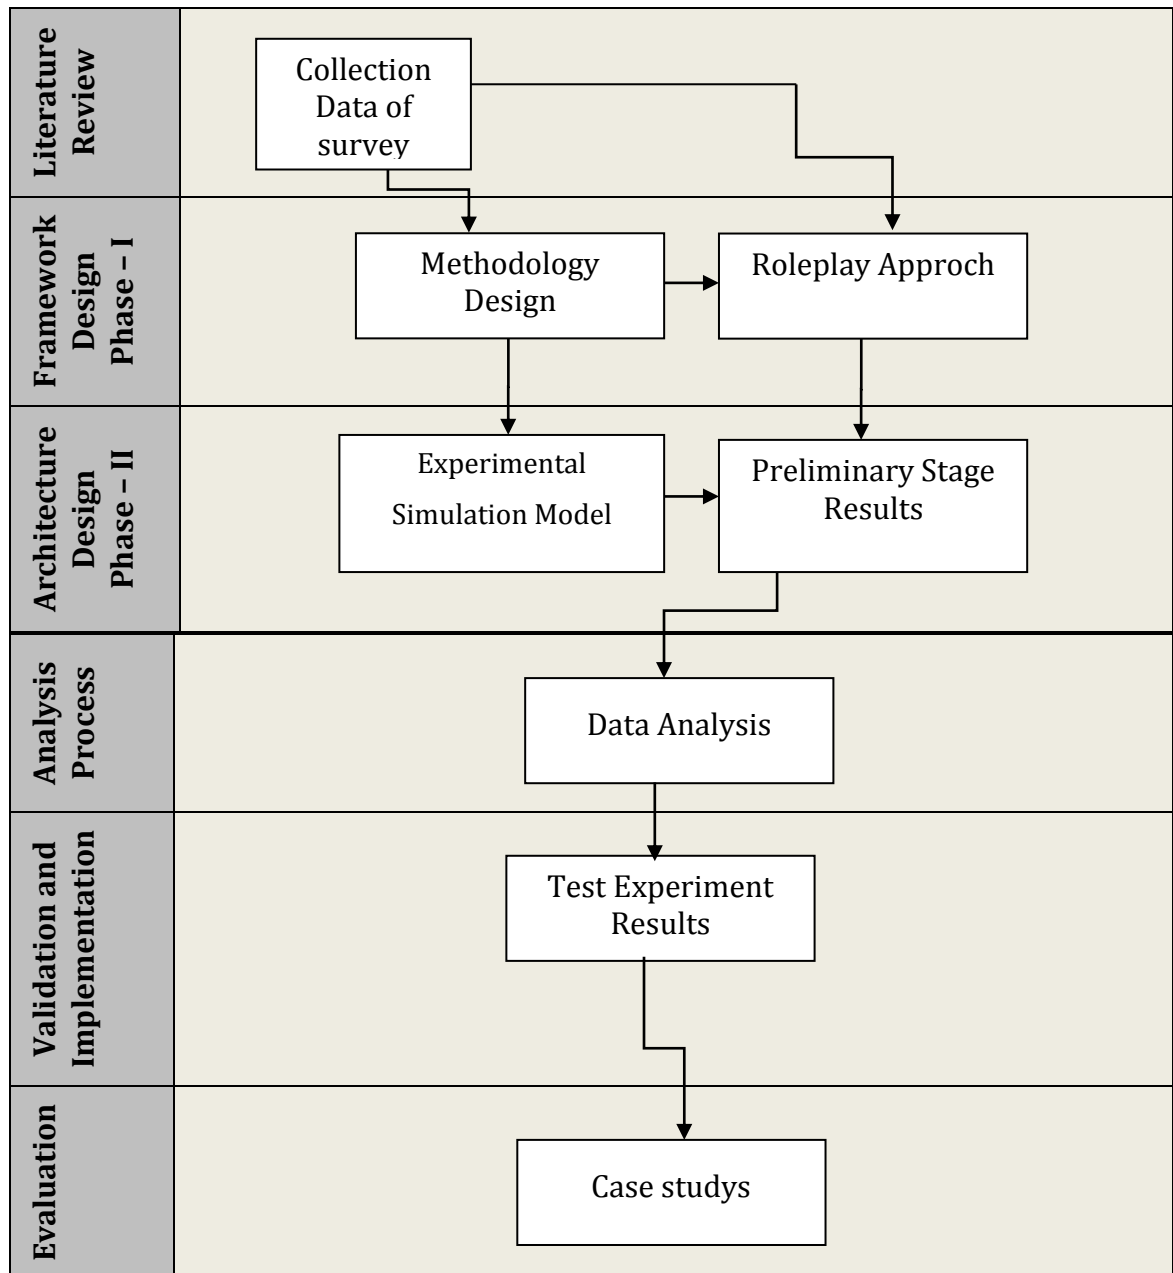 Literature
Review
Collection
Data of
survey
Framework
Design
Phase – I
Methodology
Design
Roleplay Approch
Architecture
Design
Phase – II
Experimental
Simulation Model
Preliminary Stage
Results
Analysis
Process
Data Analysis
Validation and
Implementation
Test Experiment
Results
Evaluation
Case studys